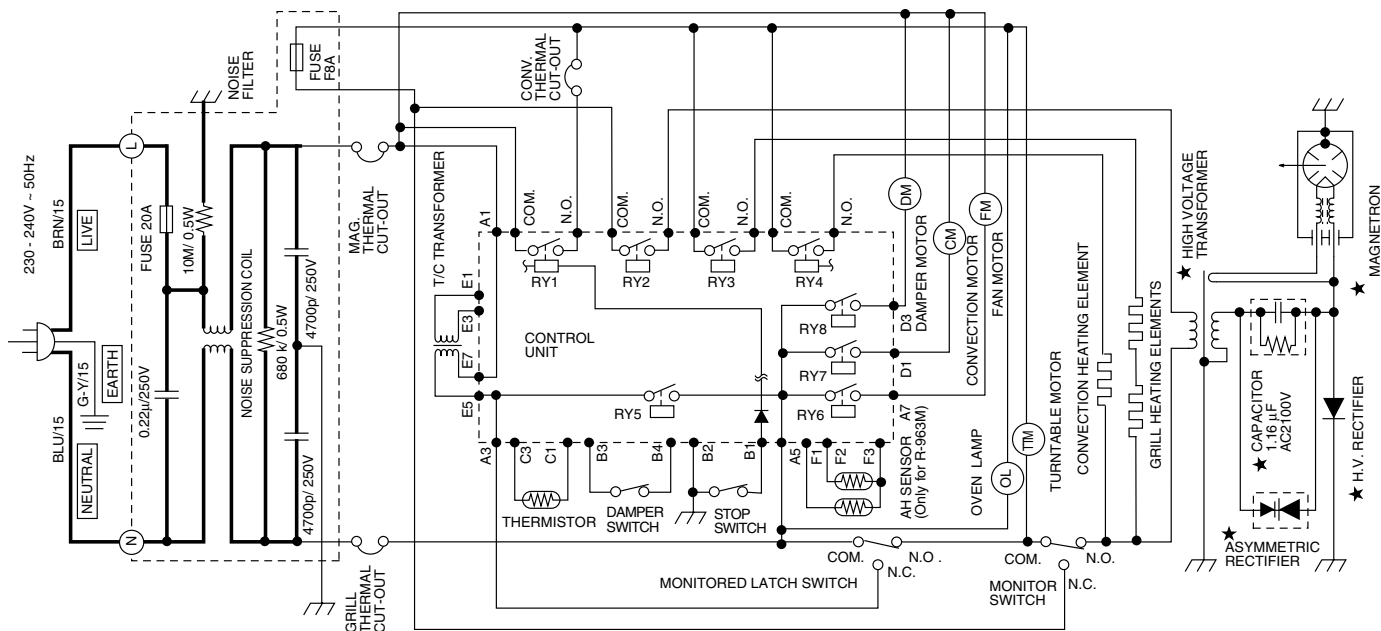 230 - 240V ~ 50Hz
BRN/15
LIVE
L
FUSE 20A
10M/ 0.5W
NOISE
FILTER
FUSE
F8A
G-Y/15
EARTH
BLU/15
NEUTRAL
N
0.22µ/250V
NOISE SUPPRESSION COIL
680 k/ 0.5W
4700p/ 250V
4700p/ 250V
MAG.
THERMAL
CUT-OUT
GRILL
THERMAL
CUT-OUT
CONV.
THERMAL
CUT-OUT
T/C TRANSFORMER
A1
COM.
N.O.
COM.
N.O.
COM.
N.O.
COM.
N.O.
RY1
RY2
RY3
RY4
E1
E3
E7
E5
CONTROL
UNIT
RY5
RY8
RY7
RY6
D3
D1
A7
A3
C3
C1
B3
B4
B2
B1
A5
F1
F2
F3
THERMISTOR
DAMPER
SWITCH
STOP
SWITCH
AH SENSOR
(Only for R-963M)
DM
DAMPER MOTOR
CM
CONVECTION MOTOR
FM
FAN MOTOR
OL
OVEN LAMP
TTM
TURNTABLE MOTOR
CONVECTION HEATING ELEMENT
GRILL HEATING ELEMENTS
COM.
N.O .
N.C.
MONITORED LATCH SWITCH
COM.
N.O.
N.C.
MONITOR
SWITCH
★ HIGH VOLTAGE
TRANSFORMER
★ CAPACITOR
1.16 µF
AC2100V
★ ASYMMETRIC
RECTIFIER
★ H.V. RECTIFIER
★ MAGNETRON